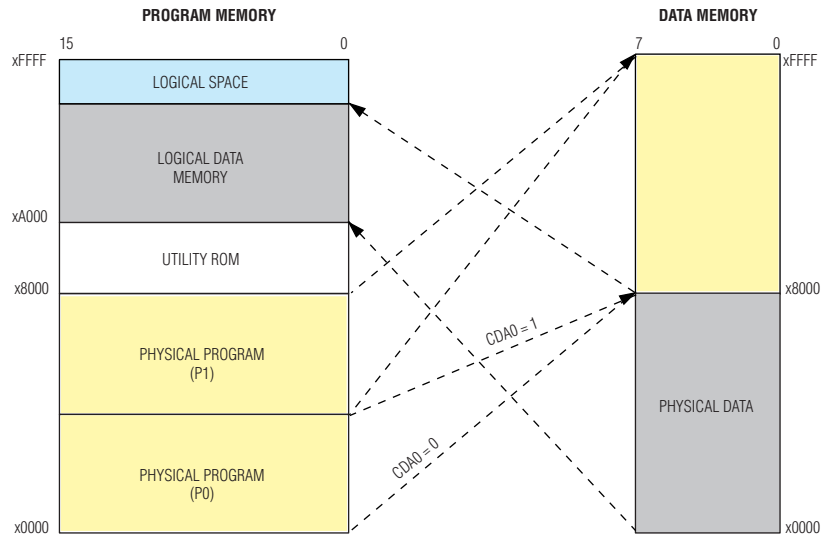 PROGRAM MEMORY
DATA MEMORY
15
0
7
0
xFFFF
xFFFF
LOGICAL SPACE
LOGICAL DATA
MEMORY
xA000
UTILITY ROM
x8000
x8000
CDA0 = 1
PHYSICAL PROGRAM
(P1)
PHYSICAL DATA
CDA0 = 0
PHYSICAL PROGRAM
(P0)
x0000
x0000